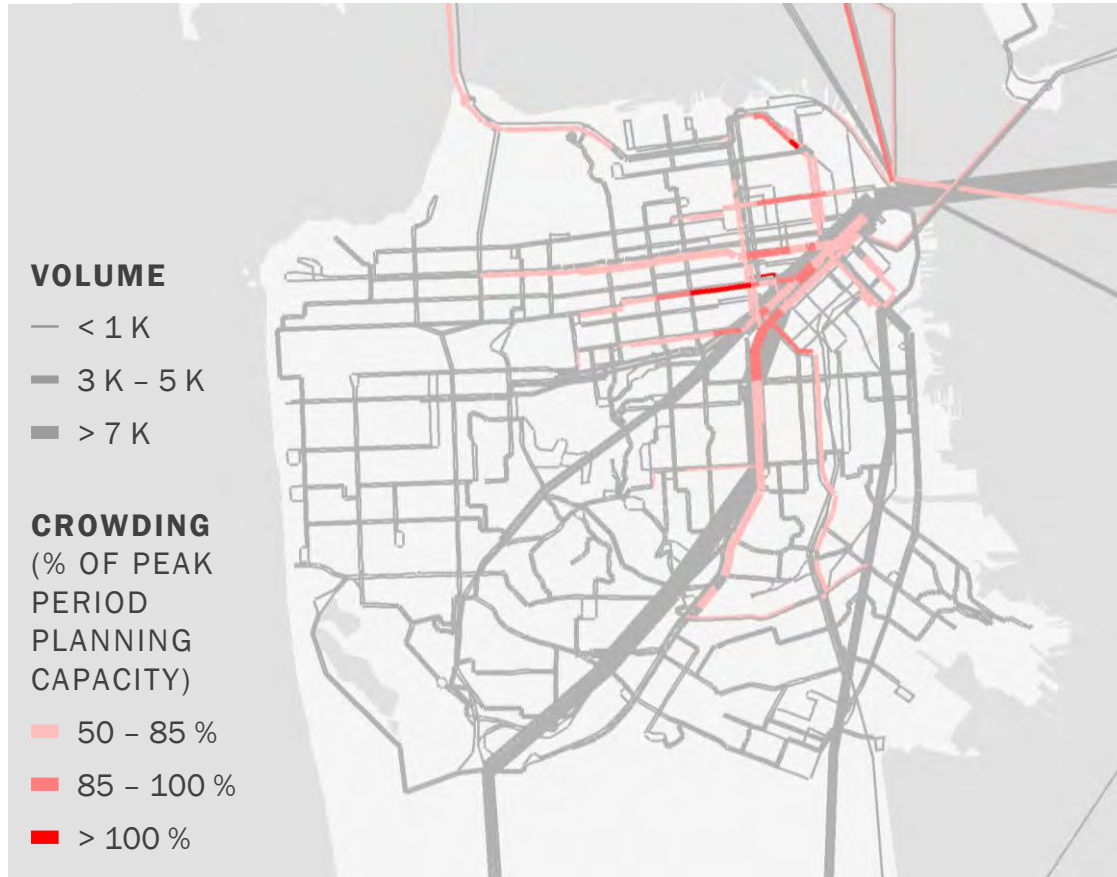 VOLUME
< 1 K
3 K – 5 K
> 7 K
CROWDING
(% OF PEAK
PERIOD
PLANNING
CAPACITY)
50 – 85 %
85 – 100 %
> 100 %